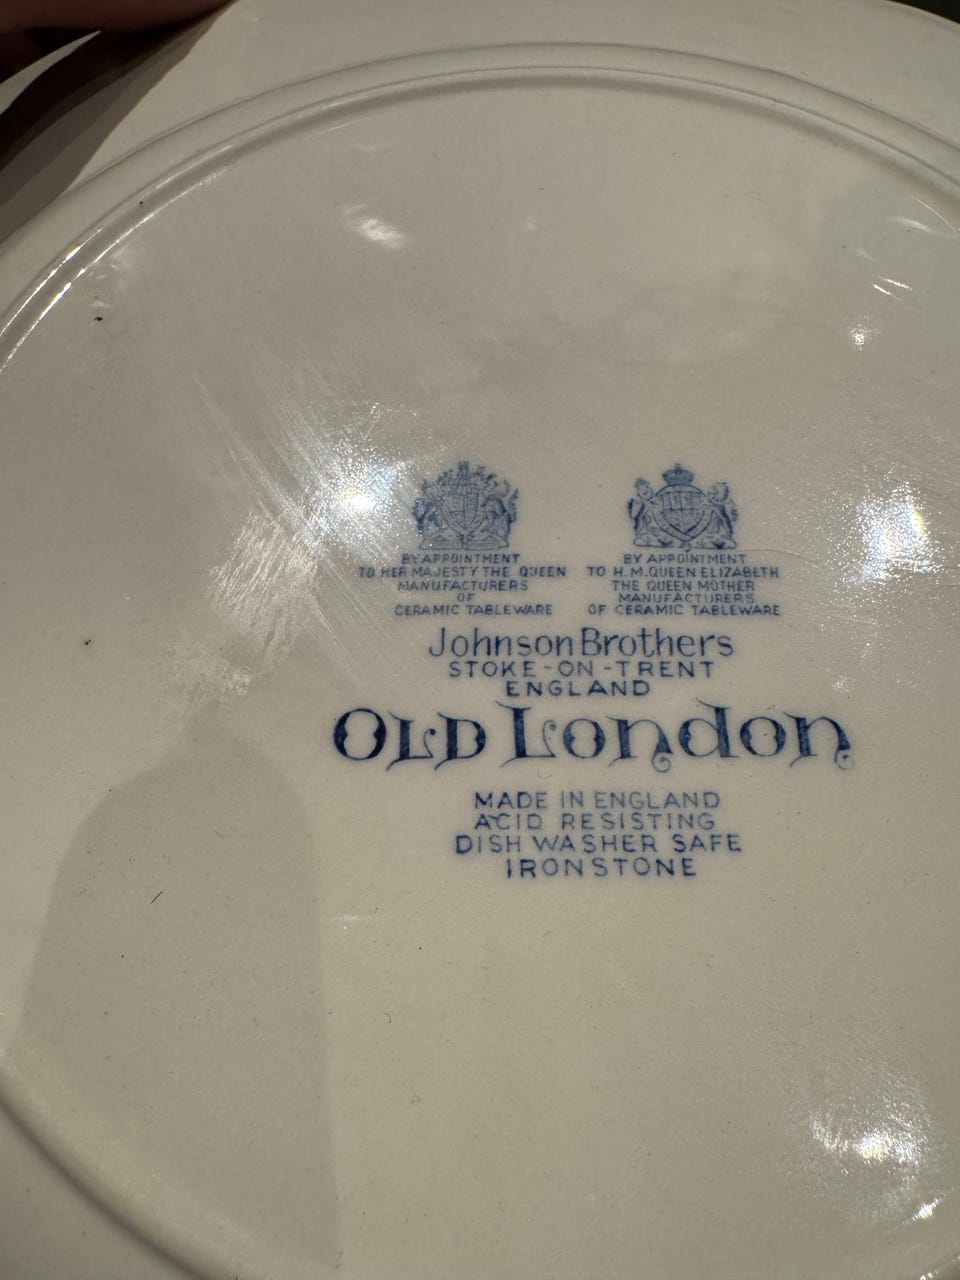 BY APPOINTMENT
TO HER MAJESTY THE QUEEN
MANUFACTURERS
OF
CERAMIC TABLEWARE
BY APPOINTMENT
TO H.M. QUEEN ELIZABETH
THE QUEEN MOTHER
MANUFACTURERS
OF CERAMIC TABLEWARE
Johnson Brothers
STOKE-ON-TRENT
ENGLAND
OLD London
MADE IN ENGLAND
ACID RESISTING
DISH WASHER SAFE
IRONSTONE